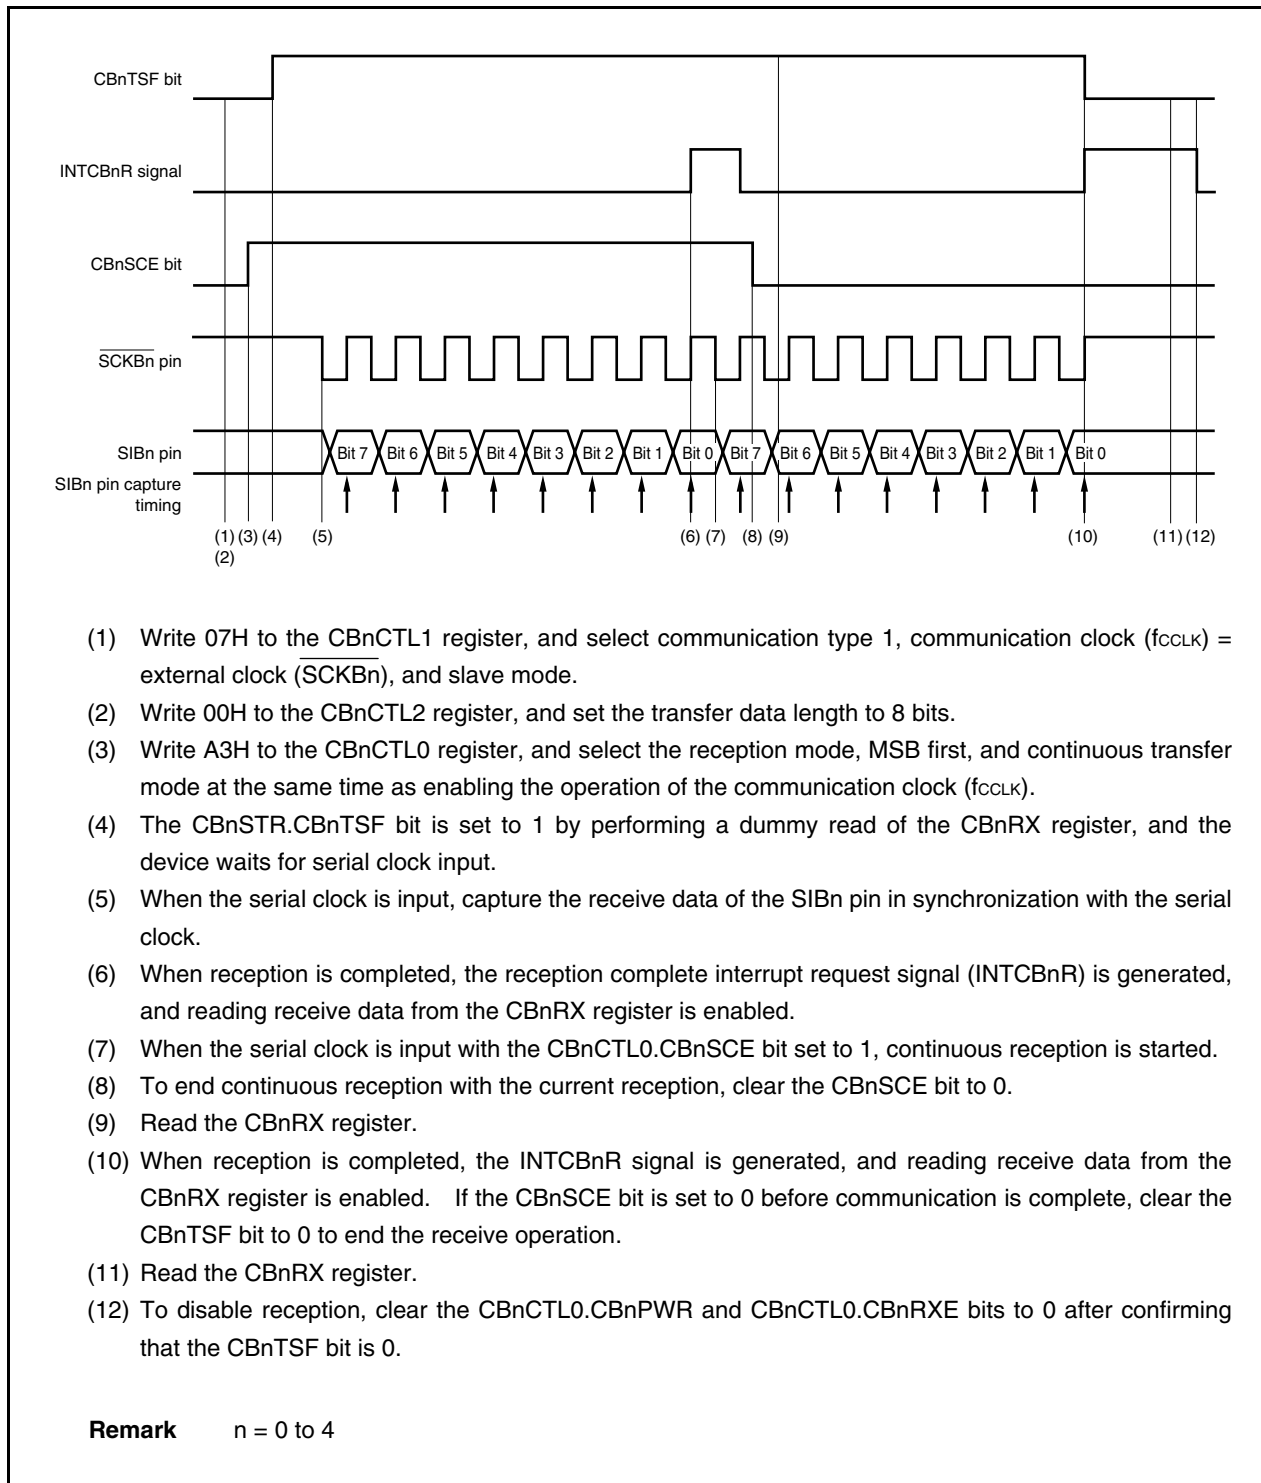 CBnTSF bit
INTCBnR signal
CBnSCE bit
SCKBn pin
SIBn pin
Bit 7 Bit 6 Bit 5 Bit 4 Bit 3 Bit 2 Bit 1 Bit 0 Bit 7 Bit 6 Bit 5 Bit 4 Bit 3 Bit 2 Bit 1 Bit 0
SIBn pin capture
timing
(1) (3) (4) (5) (6) (7) (8) (9) (10) (11) (12)
(2)
(1) Write 07H to the CBnCTL1 register, and select communication type 1, communication clock (fCCLK) =
external clock (SCKBn), and slave mode.
(2) Write 00H to the CBnCTL2 register, and set the transfer data length to 8 bits.
(3) Write A3H to the CBnCTL0 register, and select the reception mode, MSB first, and continuous transfer
mode at the same time as enabling the operation of the communication clock (fCCLK).
(4) The CBnSTR.CBnTSF bit is set to 1 by performing a dummy read of the CBnRX register, and the
device waits for serial clock input.
(5) When the serial clock is input, capture the receive data of the SIBn pin in synchronization with the serial
clock.
(6) When reception is completed, the reception complete interrupt request signal (INTCBnR) is generated,
and reading receive data from the CBnRX register is enabled.
(7) When the serial clock is input with the CBnCTL0.CBnSCE bit set to 1, continuous reception is started.
(8) To end continuous reception with the current reception, clear the CBnSCE bit to 0.
(9) Read the CBnRX register.
(10) When reception is completed, the INTCBnR signal is generated, and reading receive data from the
CBnRX register is enabled. If the CBnSCE bit is set to 0 before communication is complete, clear the
CBnTSF bit to 0 to end the receive operation.
(11) Read the CBnRX register.
(12) To disable reception, clear the CBnCTL0.CBnPWR and CBnCTL0.CBnRXE bits to 0 after confirming
that the CBnTSF bit is 0.
Remark n = 0 to 4